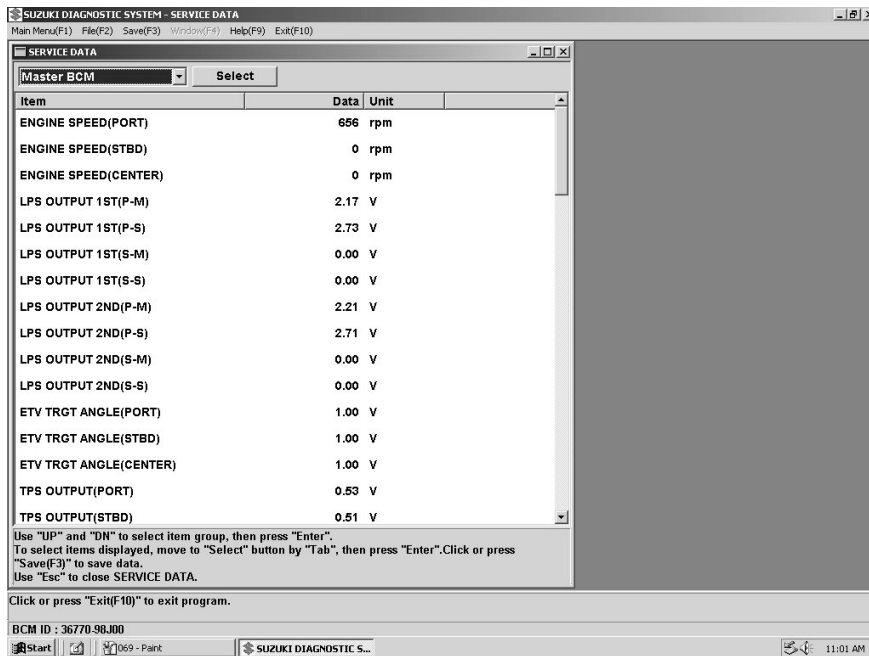 SUZUKI DIAGNOSTIC SYSTEM - SERVICE DATA
Main Menu(F1) File(F2) Save(F3) Window(F4) Help(F9) Exit(F10)
SERVICE DATA
Master BCM Select
Item Data Unit
ENGINE SPEED(PORT) 656 rpm
ENGINE SPEED(STBD) 0 rpm
ENGINE SPEED(CENTER) 0 rpm
LPS OUTPUT 1ST(P-M) 2.17 V
LPS OUTPUT 1ST(P-S) 2.73 V
LPS OUTPUT 1ST(S-M) 0.00 V
LPS OUTPUT 1ST(S-S) 0.00 V
LPS OUTPUT 2ND(P-M) 2.21 V
LPS OUTPUT 2ND(P-S) 2.71 V
LPS OUTPUT 2ND(S-M) 0.00 V
LPS OUTPUT 2ND(S-S) 0.00 V
ETV TRGT ANGLE(PORT) 1.00 V
ETV TRGT ANGLE(STBD) 1.00 V
ETV TRGT ANGLE(CENTER) 1.00 V
TPS OUTPUT(PORT) 0.53 V
TPS OUTPUT(STBD) 0.51 V
Use "UP" and "DN" to select item group, then press "Enter".
To select items displayed, move to "Select" button by "Tab", then press "Enter".Click or press
"Save(F3)" to save data.
Use "Esc" to close SERVICE DATA.
Click or press "Exit(F10)" to exit program.
BCM ID : 36770-98J00
Start 069 - Paint SUZUKI DIAGNOSTIC S... 11:01 AM